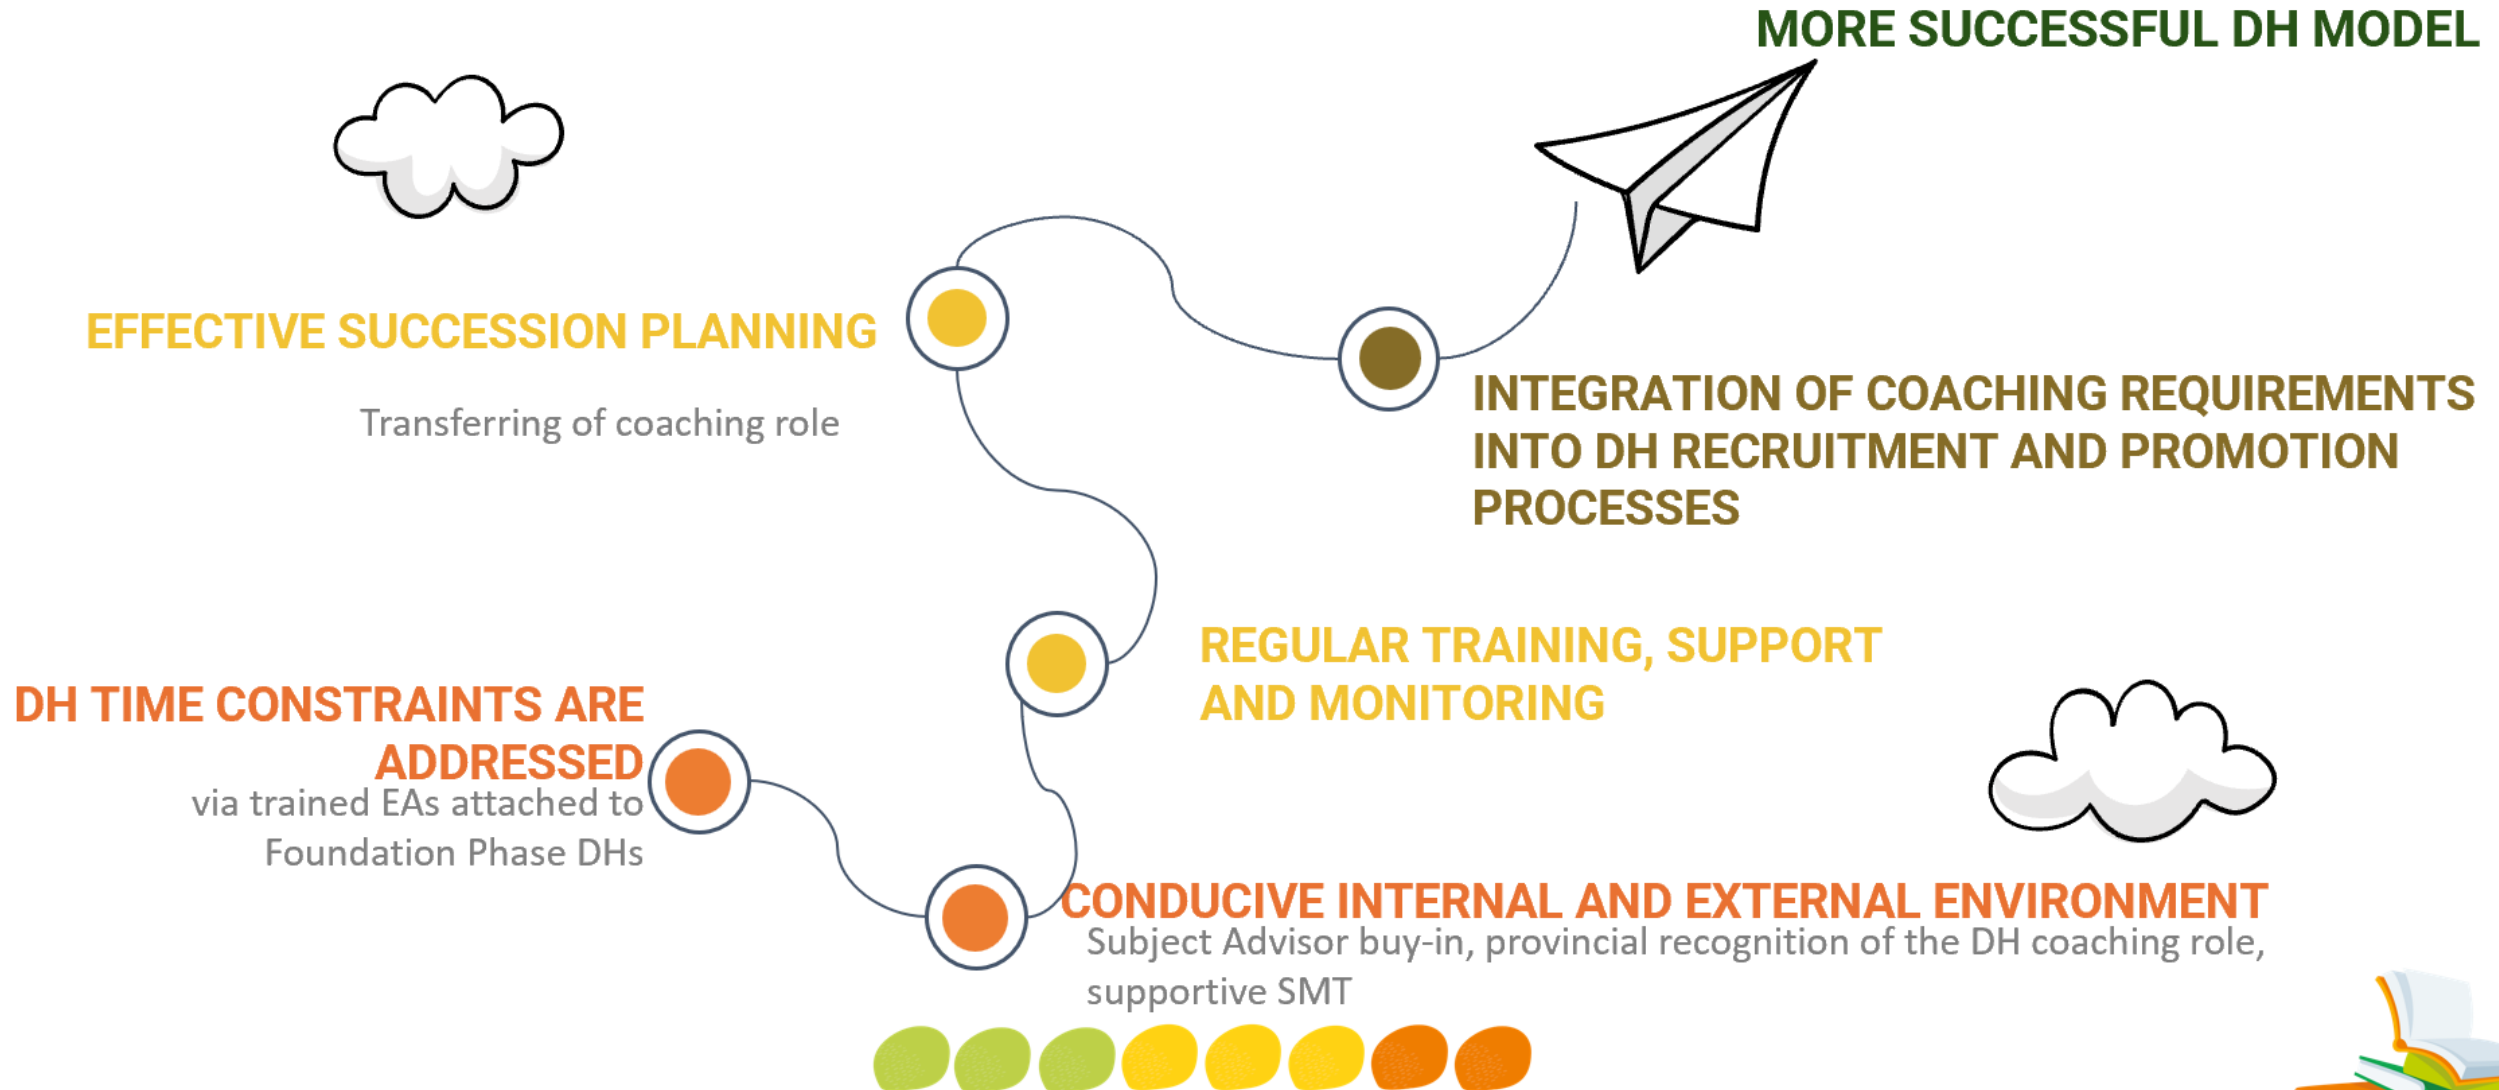 MORE SUCCESSFUL DH MODEL
EFFECTIVE SUCCESSION PLANNING
Transferring of coaching role
INTEGRATION OF COACHING REQUIREMENTS
INTO DH RECRUITMENT AND PROMOTION
PROCESSES
REGULAR TRAINING, SUPPORT
AND MONITORING
DH TIME CONSTRAINTS ARE
ADDRESSED
via trained EAs attached to
Foundation Phase DHs
CONDUCIVE INTERNAL AND EXTERNAL ENVIRONMENT
Subject Advisor buy-in, provincial recognition of the DH coaching role,
supportive SMT